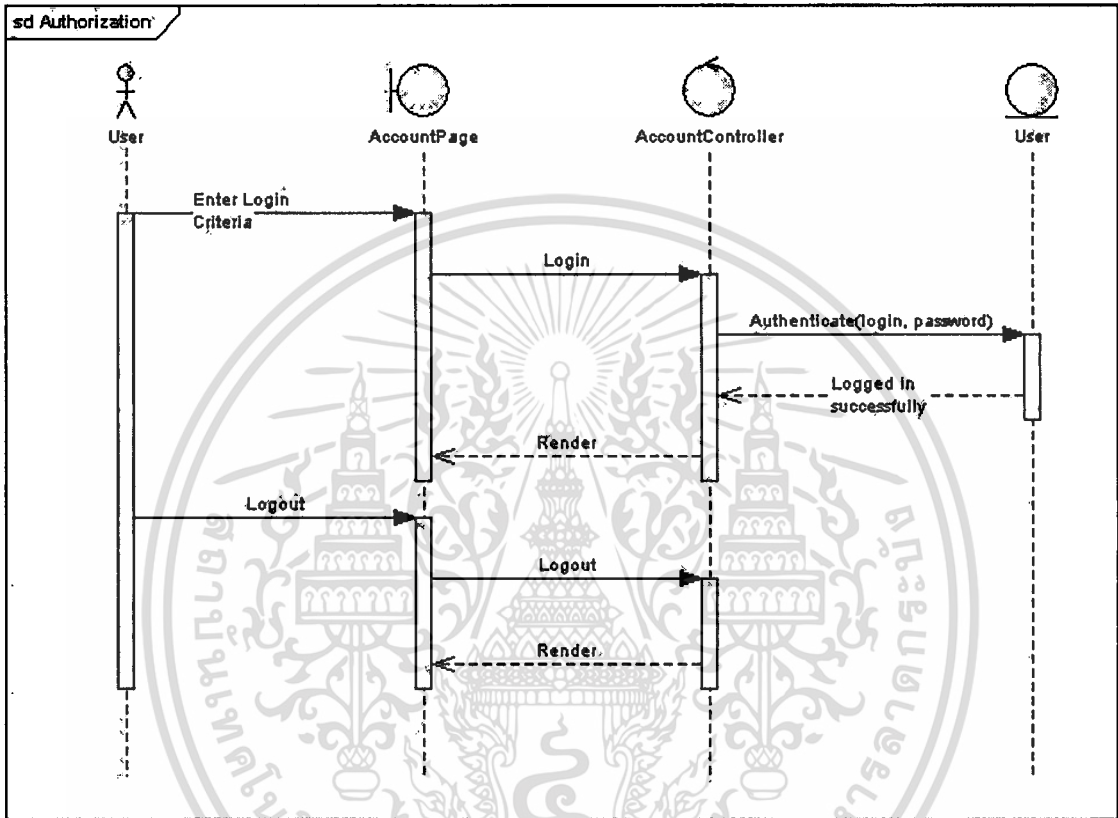 sd Authorization
User
AccountPage
AccountController
User
Enter Login
Criteria
Login
Authenticate(login, password)
Logged in
successfully
Render
Logout
Logout
Render